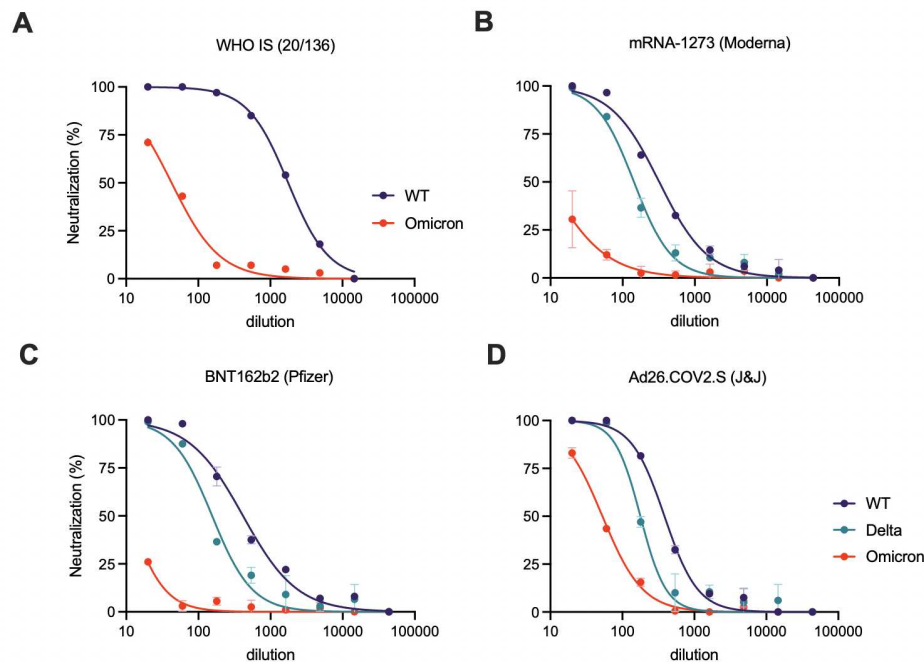 A
WHO IS (20/136)
100
75
50
25
0
Neutralization (%)
10 100 1000 10000 100000
dilution
WT
Omicron
B
mRNA-1273 (Moderna)
100
75
50
25
0
10 100 1000 10000 100000
dilution
C
BNT162b2 (Pfizer)
100
75
50
25
0
Neutralization (%)
10 100 1000 10000 100000
dilution
D
Ad26.COV2.S (J&J)
100
75
50
25
0
10 100 1000 10000 100000
dilution
WT
Delta
Omicron